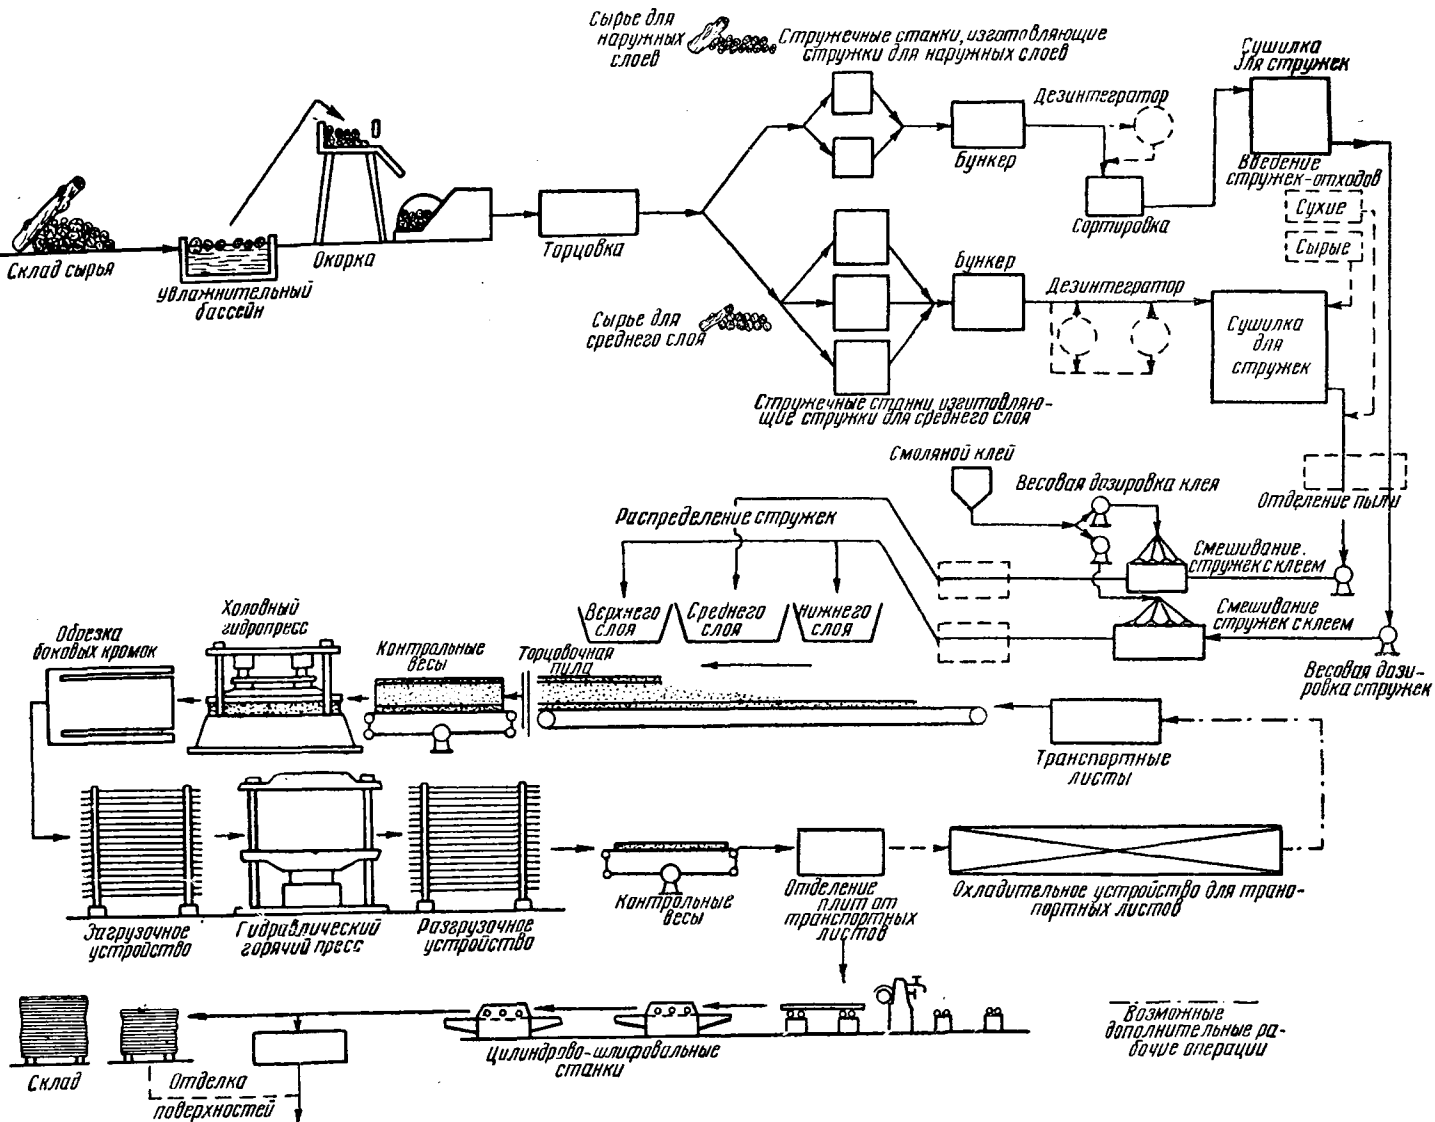 Сырье для
наружных
слоев
Стружечные станки, изготовляющие
стружки для наружных слоев
Сушилка
для стружек
Дезинтегратор
Бункер
Сортировка
Введение
стружек-отходов
Сухие
Сырые
Склад сырья
Увлажнительный
бассейн
Окорка
Торцовка
Бункер
Дезинтегратор
Сырье для
среднего слоя
Сушилка
для
стружек
Стружечные станки, изготовляю-
щие стружки для среднего слоя
Смоляной клей
Весовая дозировка клея
Отделение пыли
Распределение стружек
Смешивание
стружек с клеем
Верхнего
слоя
Среднего
слоя
Нижнего
слоя
Смешивание
стружек с клеем
Весовая дози-
ровка стружек
Обрезка
боковых кромок
Холодный
гидропресс
Контрольные
весы
Торцовочная
пила
Транспортные
листы
Загрузочное
устройство
Гидравлический
горячий пресс
Разгрузочное
устройство
Контрольные
весы
Отделение
плит от
транспортных
листов
Охладительное устройство для тран-
портных листов
Склад
Отделка
поверхностей
Цилиндрово-шлифовальные
станки
Возможные
дополнительные ра-
бочие операции